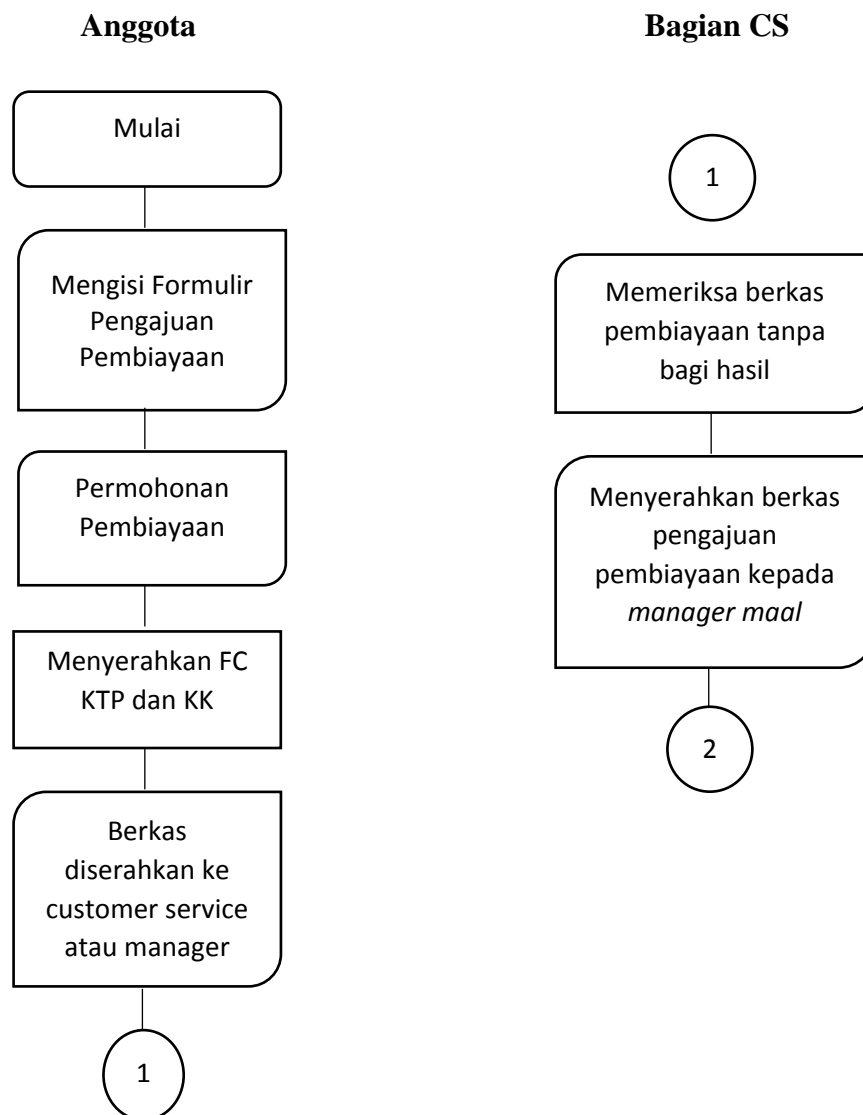 Anggota
Mulai
Mengisi Formulir
Pengajuan
Pembiayaan
Permohonan
Pembiayaan
Menyerahkan FC
KTP dan KK
Berkas
diserahkan ke
customer service
atau manager
1
Bagian CS
1
Memeriksa berkas
pembiayaan tanpa
bagi hasil
Menyerahkan berkas
pengajuan
pembiayaan kepada
manager maal
2